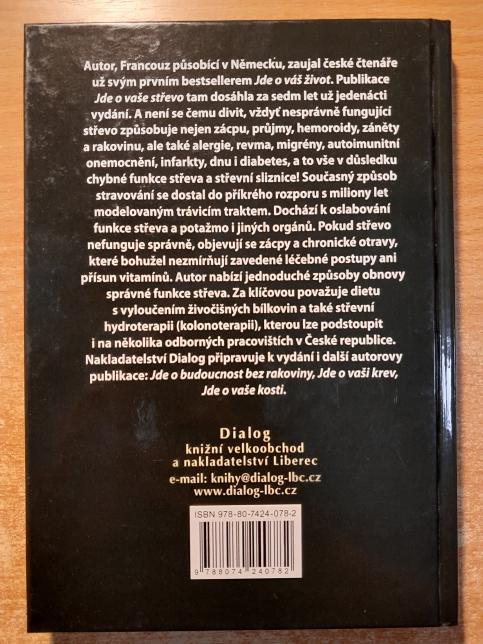 Autor, Francouz působící v Německu, zaujal české čtenáře
už svým prvním bestsellerem Jde o váš život. Publikace
Jde o vaše střevo tam dosáhla za sedm let už jedenácti
vydání. A není se čemu divit, vždyť nesprávně fungující
střevo způsobuje nejen zácpu, průjmy, hemoroidy, záněty
a rakovinu, ale také alergie, revma, migrény, autoimunitní
onemocnění, infarkty, dnu i diabetes, a to vše v důsledku
chybné funkce střeva a střevní sliznice! Současný způsob
stravování se dostal do příkrého rozporu s miliony let
modelovaným trávicím traktem. Dochází k oslabování
funkce střeva a potažmo i jiných orgánů. Pokud střevo
nefunguje správně, objevují se zácpy a chronické otravy,
které bohužel nezmírňují zavedené léčebné postupy ani
přísun vitamínů. Autor nabízí jednoduché způsoby obnovy
správné funkce střeva. Za klíčovou považuje dietu
s vyloučením živočišných bílkovin a také střevní
hydroterapii (kolonoterapii), kterou lze podstoupit
i na několika odborných pracovištích v České republice.
Nakladatelství Dialog připravuje k vydání i další autorovy
publikace: Jde o budoucnost bez rakoviny, Jde o vaši krev,
Jde o vaše kosti.
Dialog
knižní velkoobchod
a nakladatelství Liberec
e-mail: knihy@dialog-lbc.cz
www.dialog-lbc.cz
ISBN 978-80-7424-078-2
9 788074 240782